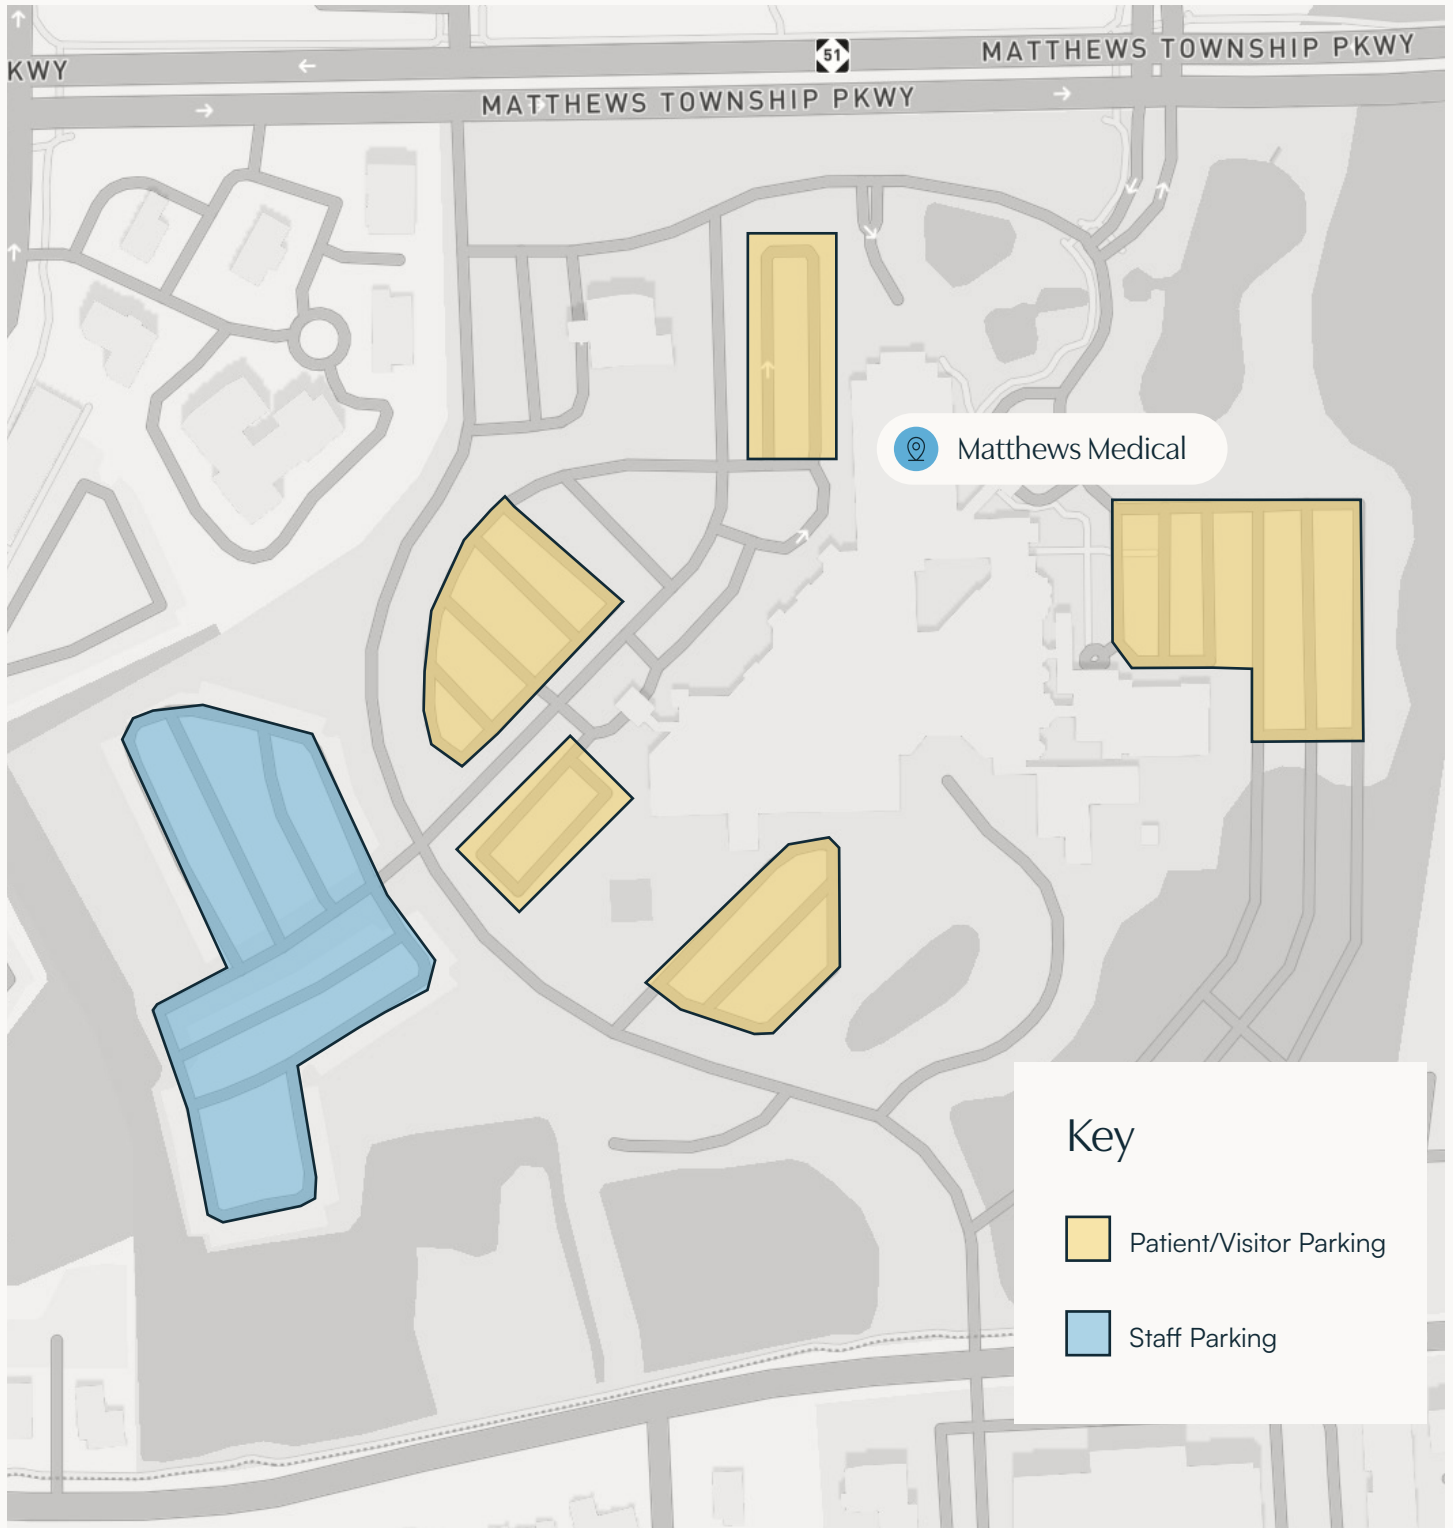 51
MATTHEWS TOWNSHIP PKWY
KWY
MATTHEWS TOWNSHIP PKWY
Matthews Medical
Key
Patient/Visitor Parking
Staff Parking